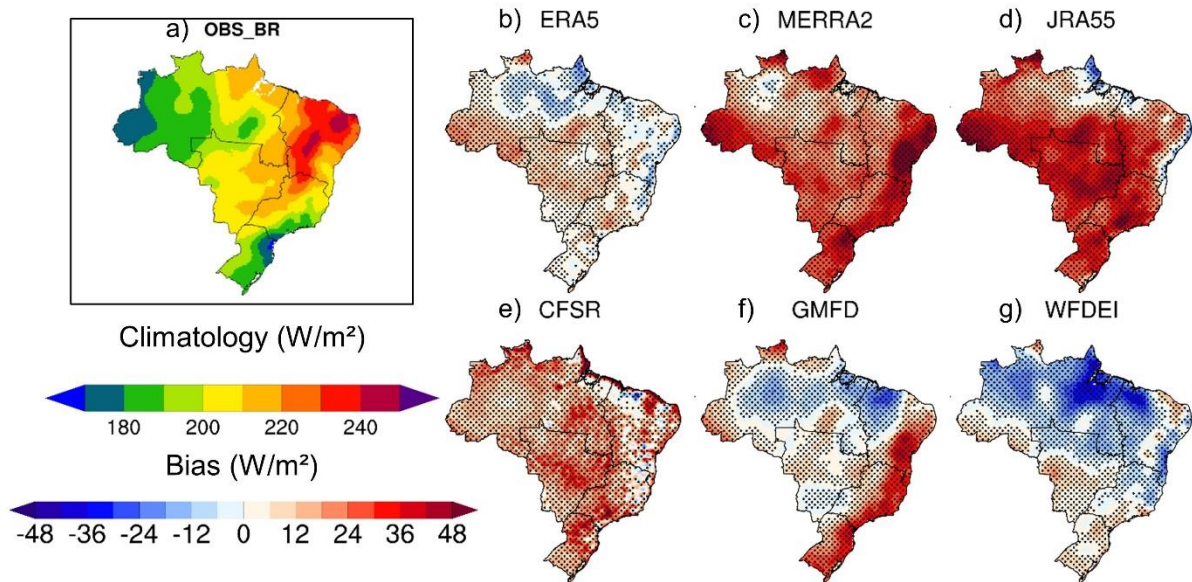 a) OBS_BR
b) ERA5
c) MERRA2
d) JRA55
Climatology (W/m²)
180 200 220 240
Bias (W/m²)
-48 -36 -24 -12 0 12 24 36 48
e) CFSR
f) GMFD
g) WFDEI